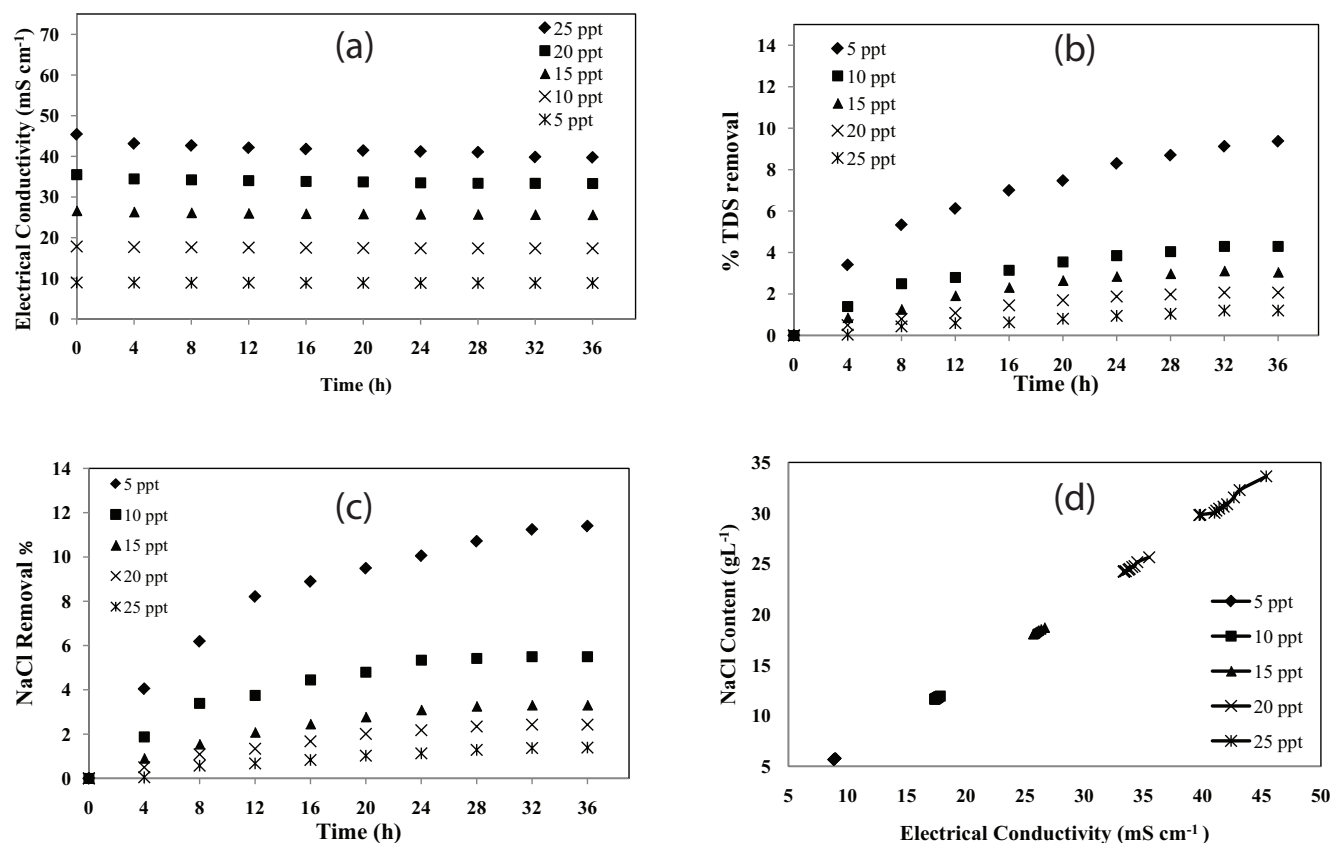 (a)
Electrical Conductivity (mS cm⁻¹)
70
60
50
40
30
20
10
0
0 4 8 12 16 20 24 28 32 36
Time (h)
25 ppt
20 ppt
15 ppt
10 ppt
5 ppt
(b)
% TDS removal
14
12
10
8
6
4
2
0
0 4 8 12 16 20 24 28 32 36
Time (h)
5 ppt
10 ppt
15 ppt
20 ppt
25 ppt
(c)
NaCl Removal %
14
12
10
8
6
4
2
0
0 4 8 12 16 20 24 28 32 36
Time (h)
5 ppt
10 ppt
15 ppt
20 ppt
25 ppt
(d)
NaCl Content (gL⁻¹)
35
30
25
20
15
10
5
5 10 15 20 25 30 35 40 45 50
Electrical Conductivity (mS cm⁻¹ )
5 ppt
10 ppt
15 ppt
20 ppt
25 ppt